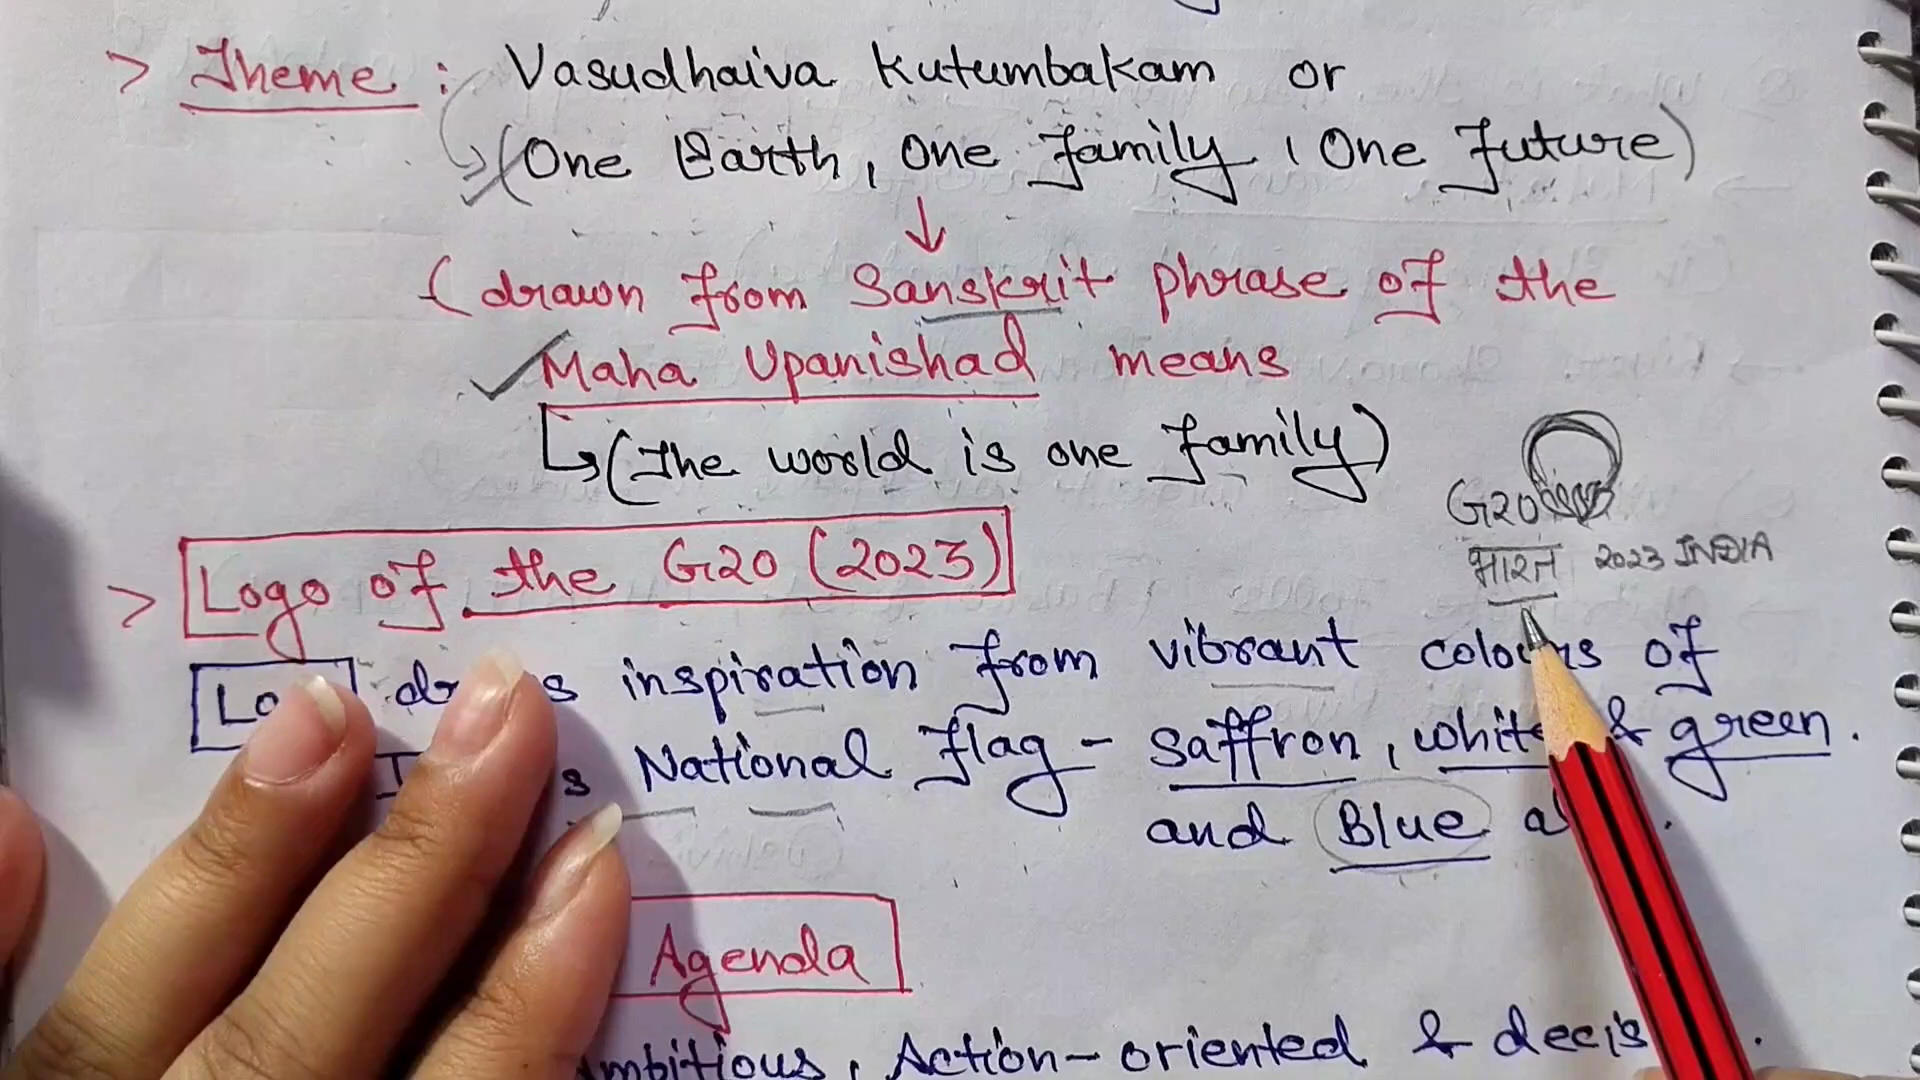 > Theme : Vasudhaiva Kutumbakam or
(One Earth, One Family, One Future)
(drawn from Sanskrit phrase of the
Maha Upanishad means
(The world is one family)
G20
भारत 2023 INDIA
> Logo of the G20 (2023)
inspiration from vibrant colours of
National Flag - saffron, white & green.
and Blue
Agenda
Action-oriented &